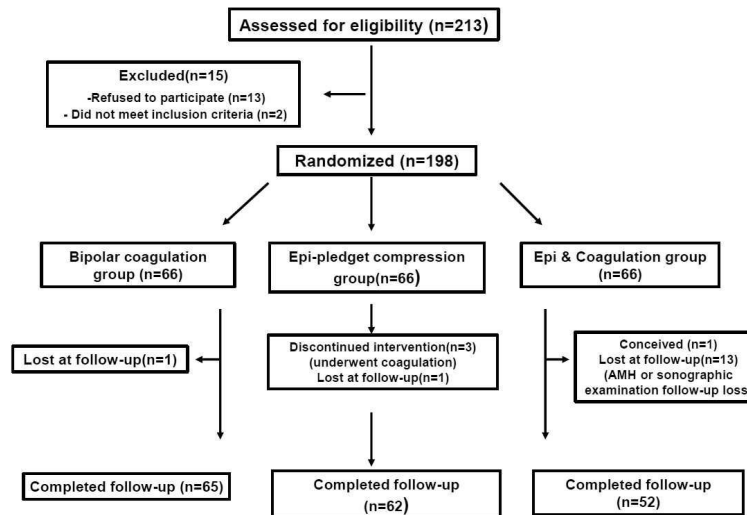 Assessed for eligibility (n=213)
Excluded(n=15)
-Refused to participate (n=13)
- Did not meet inclusion criteria (n=2)
Randomized (n=198)
Bipolar coagulation
group (n=66)
Epi-pledget compression
group(n=66)
Epi & Coagulation group
(n=66)
Lost at follow-up(n=1)
Discontinued intervention(n=3)
(underwent coagulation)
Lost at follow-up(n=1)
Conceived (n=1)
Lost at follow-up(n=13)
(AMH or sonographic
examination follow-up loss
Completed follow-up (n=65)
Completed follow-up
(n=62)
Completed follow-up
(n=52)